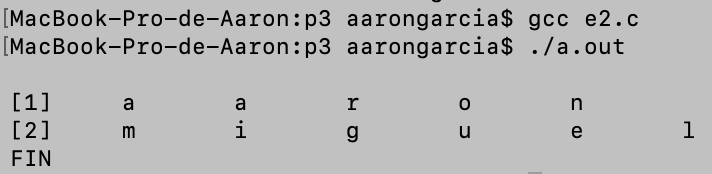 [MacBook-Pro-de-Aaron:p3 aarongarcia$ gcc e2.c
[MacBook-Pro-de-Aaron:p3 aarongarcia$ ./a.out
[1] a a r o n
[2] m i g u e l
FIN